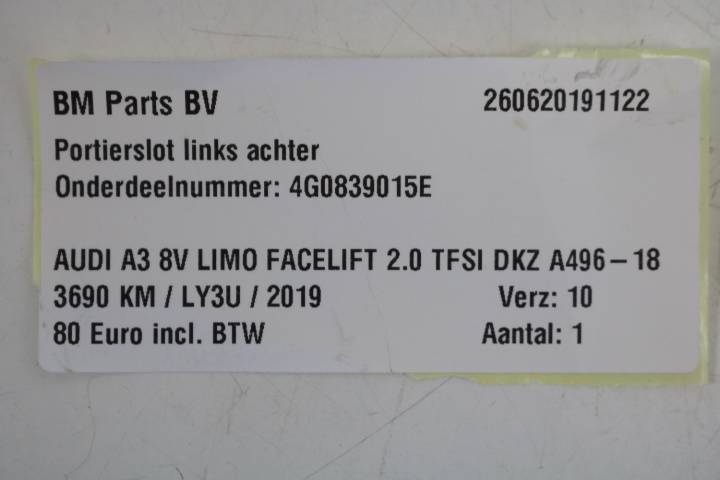 BM Parts BV 260620191122
Portierslot links achter
Onderdeelnummer: 4G0839015E
AUDI A3 8V LIMO FACELIFT 2.0 TFSI DKZ A496-18
3690 KM / LY3U / 2019 Verz: 10
80 Euro incl. BTW Aantal: 1